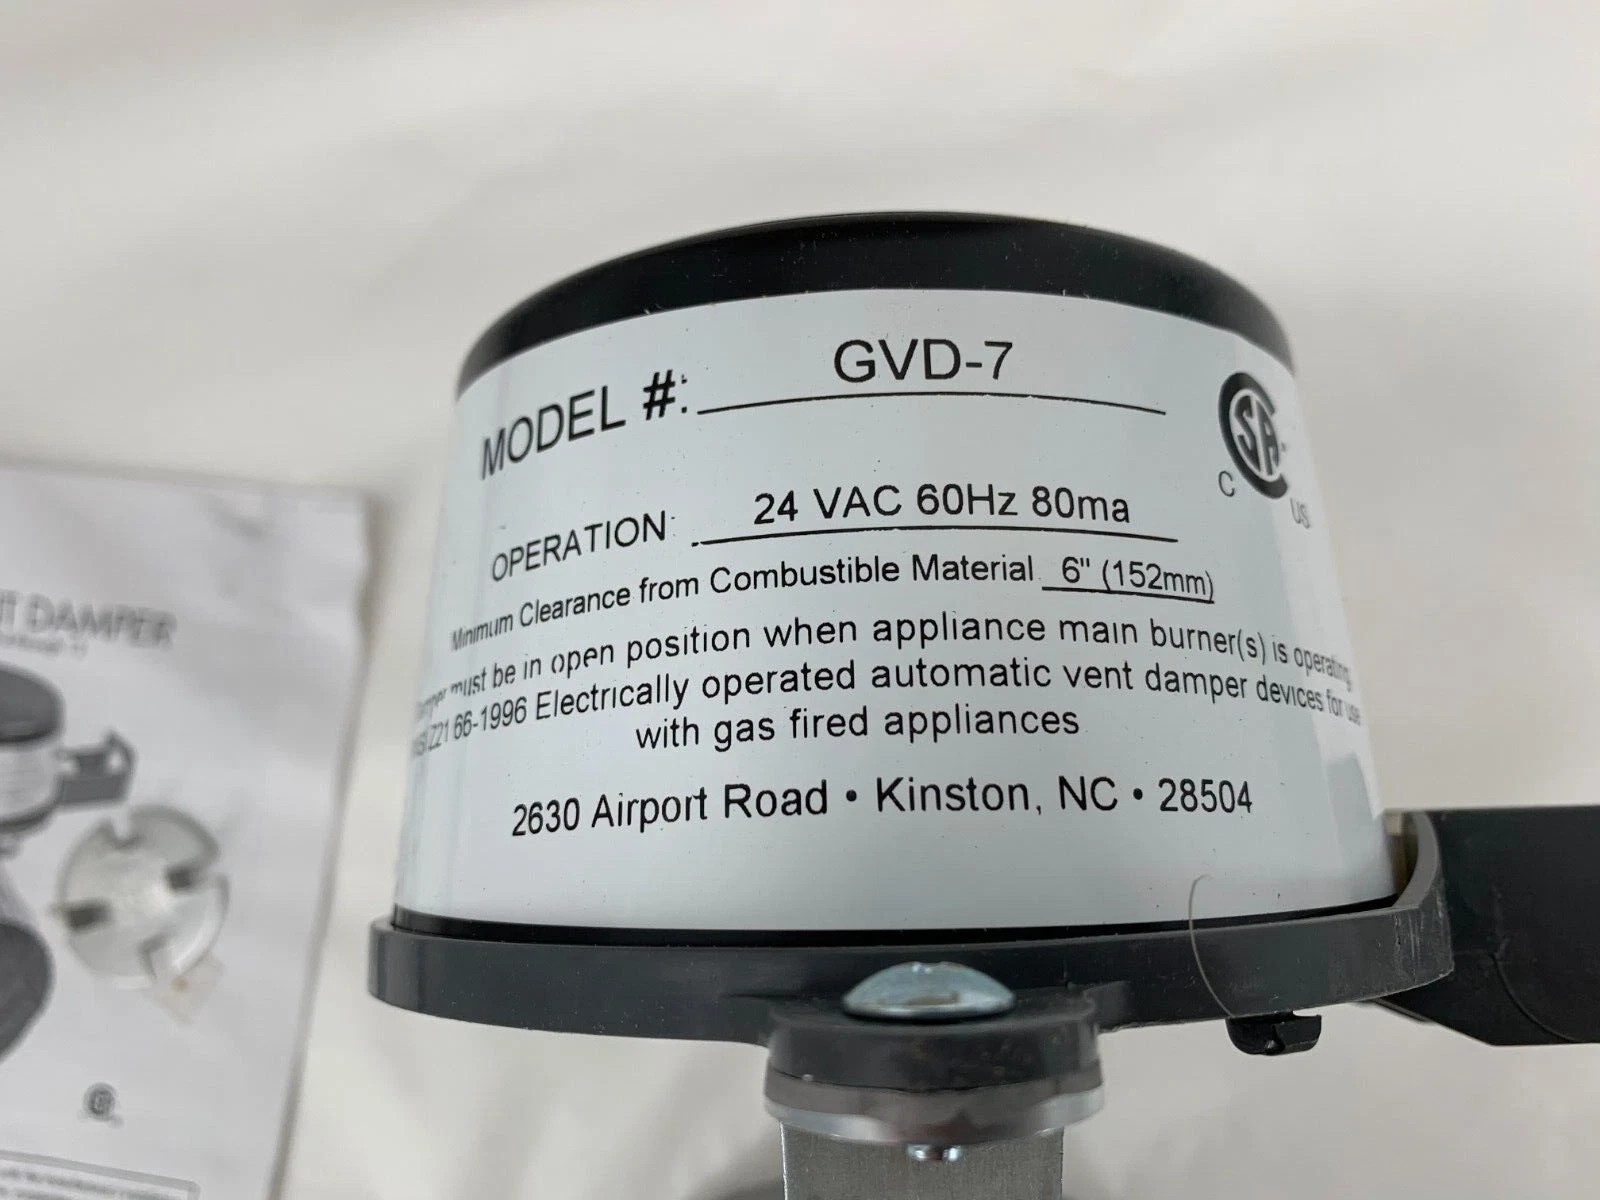 MODEL #: GVD-7
OPERATION: 24 VAC 60Hz 80ma
Minimum Clearance from Combustible Material 6" (152mm)
must be in open position when appliance main burner(s) is operating
Z21 66-1996 Electrically operated automatic vent damper devices for use
with gas fired appliances
2630 Airport Road • Kinston, NC • 28504
C SA US
DAMPER